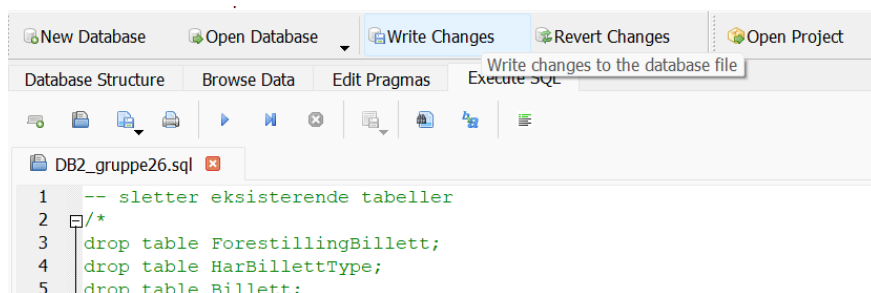 New Database Open Database Write Changes Revert Changes Open Project
Write changes to the database file
Database Structure Browse Data Edit Pragmas Execute SQL
DB2_gruppe26.sql
1 -- sletter eksisterende tabeller
2 /*
3 drop table ForestillingBillett;
4 drop table HarBillettType;
5 drop table Billett;